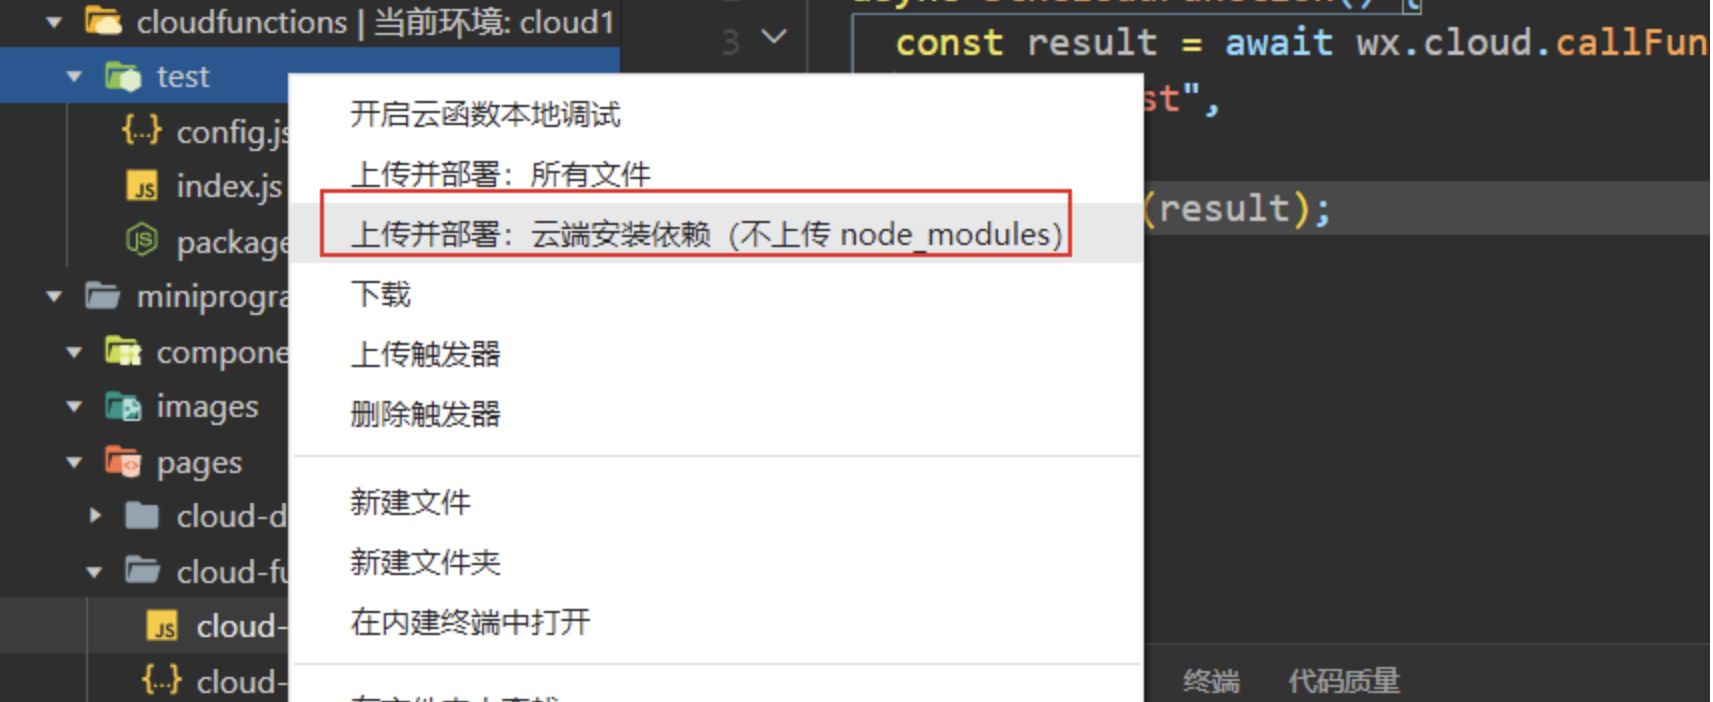 cloudfunctions | 当前环境: cloud1
test
config.js
index.js
package
miniprogra
compone
images
pages
cloud-d
cloud-fu
JS cloud-
{..} cloud-
开启云函数本地调试
上传并部署：所有文件
上传并部署：云端安装依赖（不上传 node_modules）
下载
上传触发器
删除触发器
新建文件
新建文件夹
在内建终端中打开
3
const result = await wx.cloud.callFun
st",
(result);
终端 代码质量